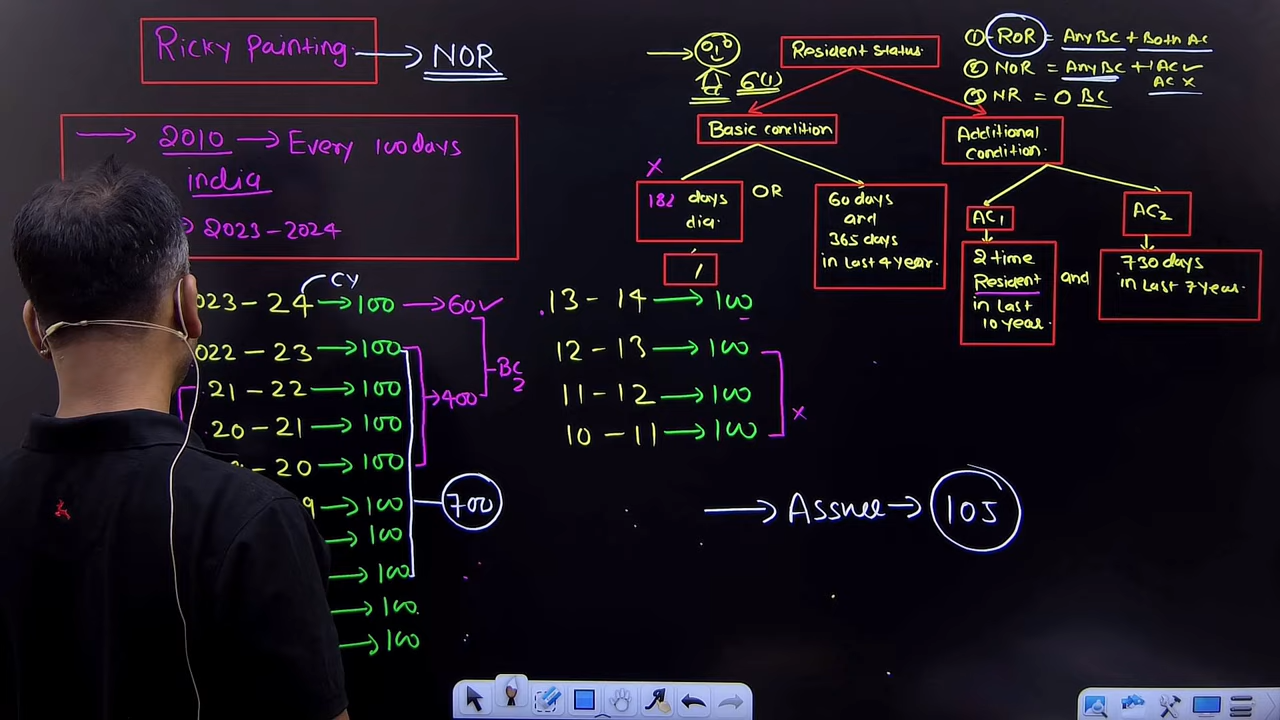 Ricky Painting → NOR
→ 2010 → Every 100 days
india
2023-2024
023-24 → 100 → 60✓
CY
022-23 → 100
21-22 → 100
20-21 → 100
-20 → 100
9 → 100
→ 100
→ 100
→ 100
→ 100
→ 400
BC2
700
13-14 → 100
12-13 → 100
11-12 → 100
10-11 → 100
x
→ Assnee → 105
6(1)
Resident Status.
Basic condition
x
182 days
dia.
1
OR
60 days
and
365 days
in last 4 year.
Additional
Condition.
AC1
2 time
Resident
in last
10 year.
and
AC2
730 days
in last 7 year.
① ROR = Any BC + Both AC
② NOR = Any BC + 1 AC ✓
AC x
③ NR = 0 BC